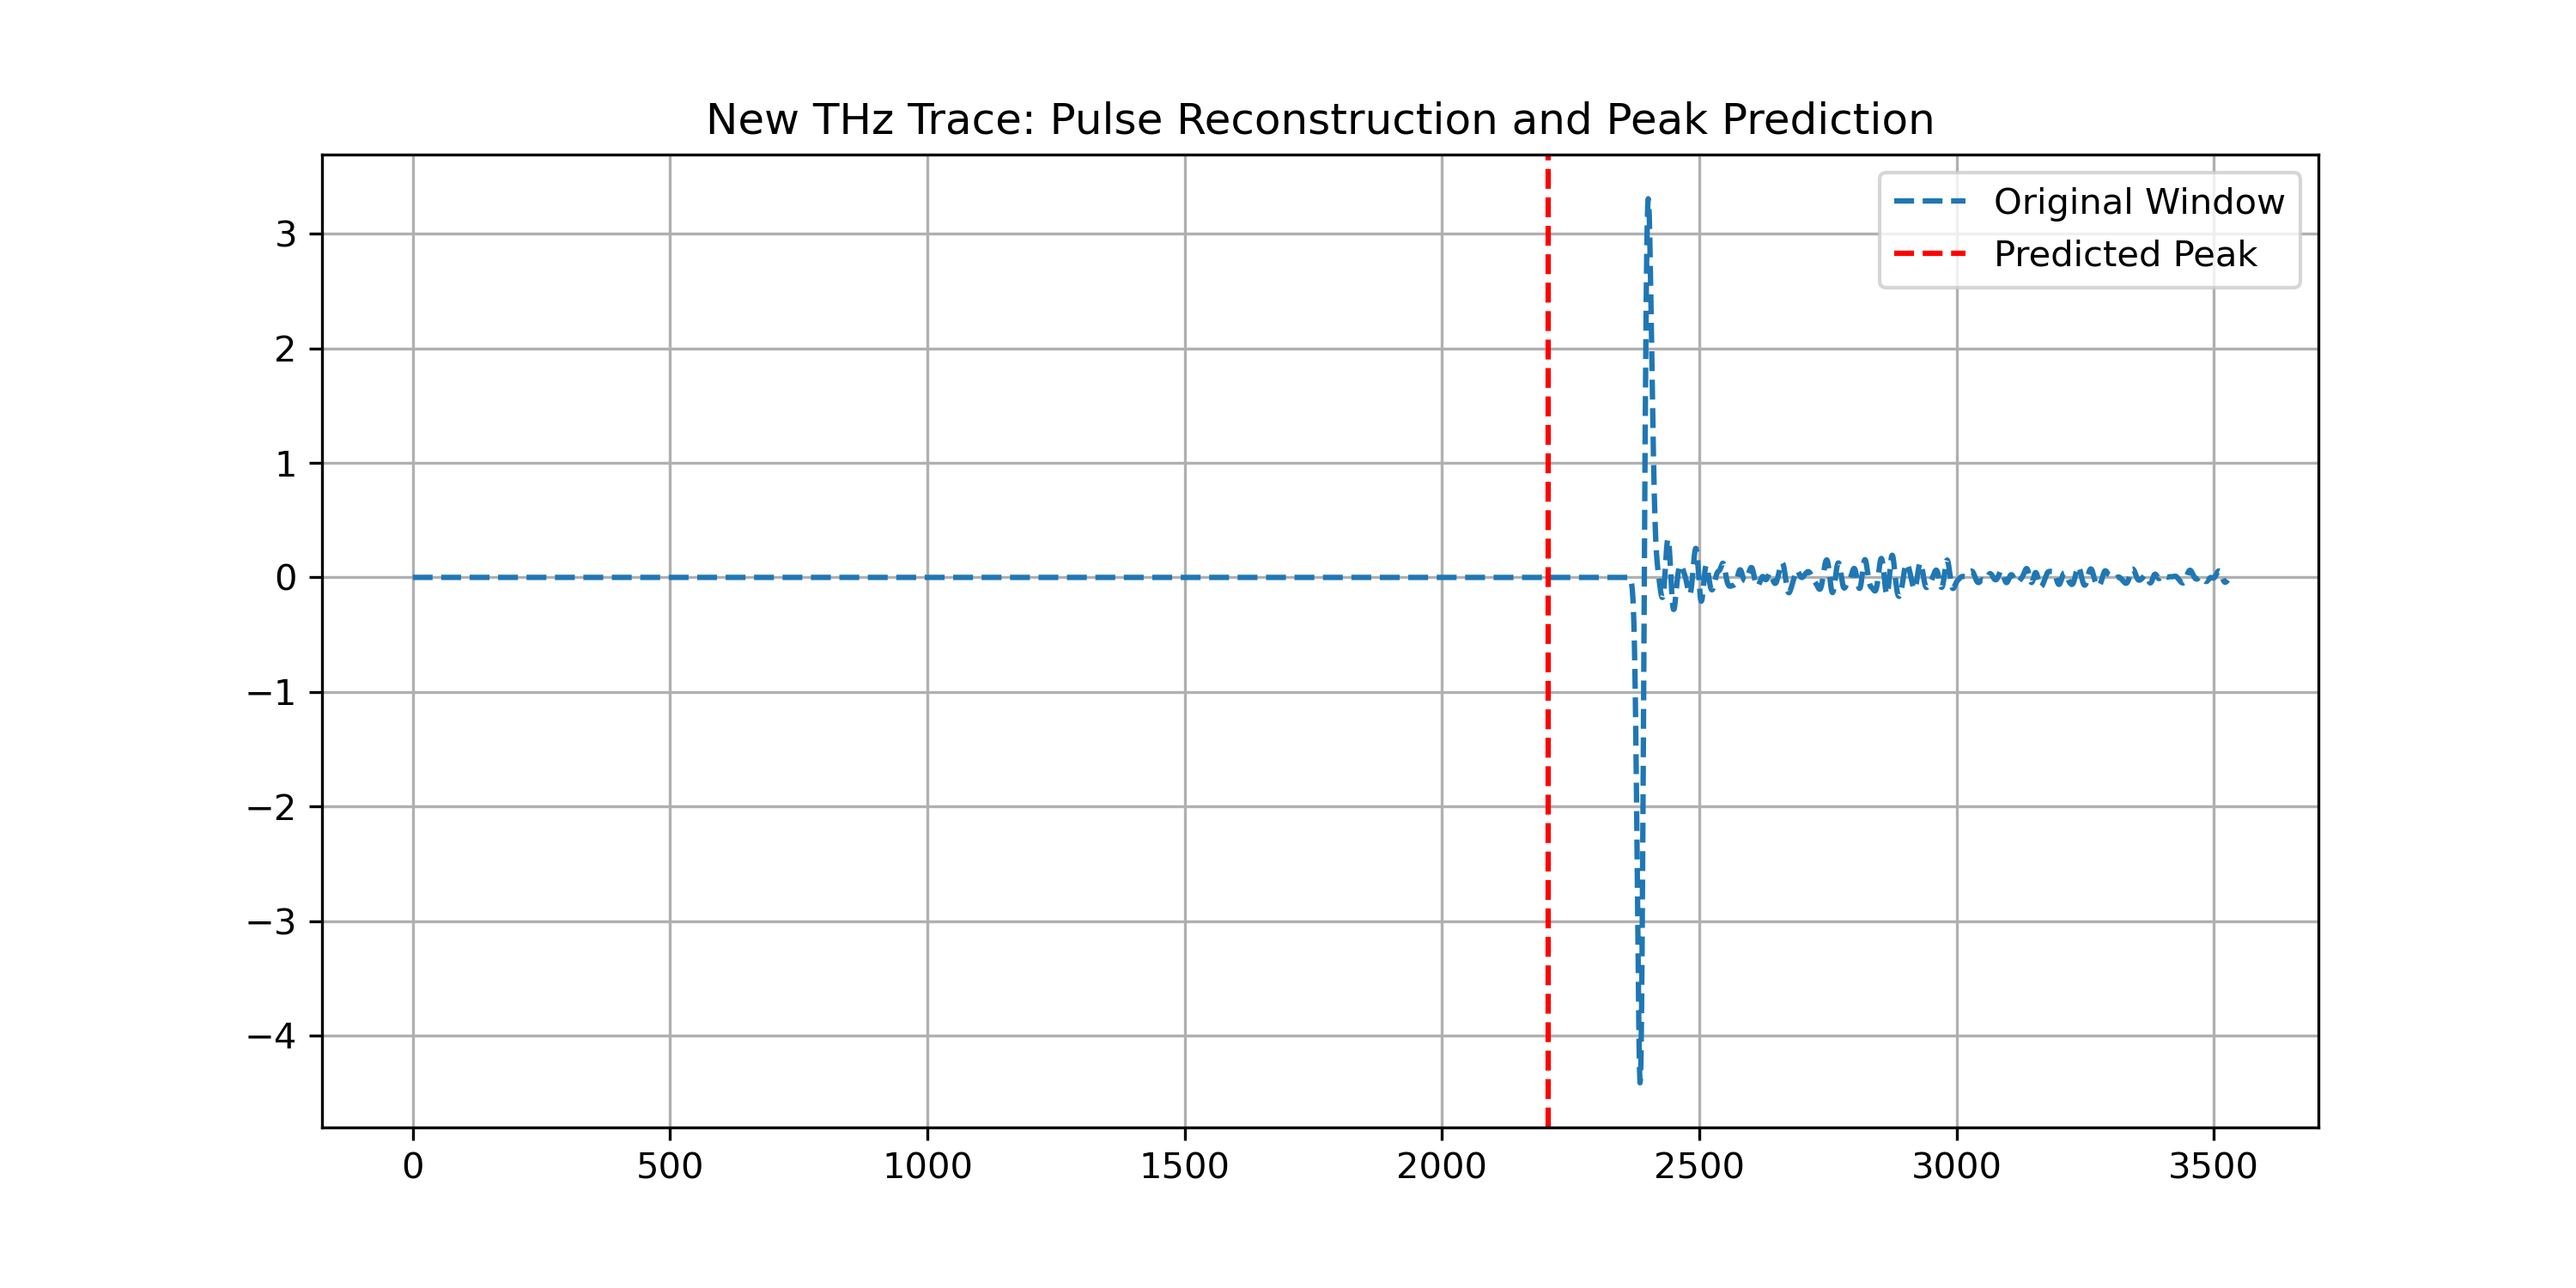 New THz Trace: Pulse Reconstruction and Peak Prediction
Original Window
Predicted Peak
3
2
1
0
−1
−2
−3
−4
0 500 1000 1500 2000 2500 3000 3500